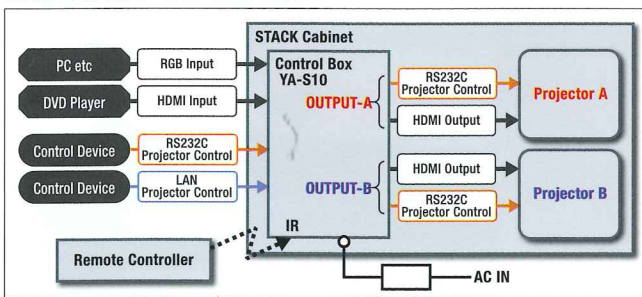 STACK Cabinet
PC etc
RGB Input
DVD Player
HDMI Input
Control Device
RS232C
Projector Control
Control Device
LAN
Projector Control
Control Box
YA-S10
OUTPUT-A
OUTPUT-B
IR
RS232C
Projector Control
HDMI Output
Projector A
HDMI Output
RS232C
Projector Control
Projector B
Remote Controller
AC IN